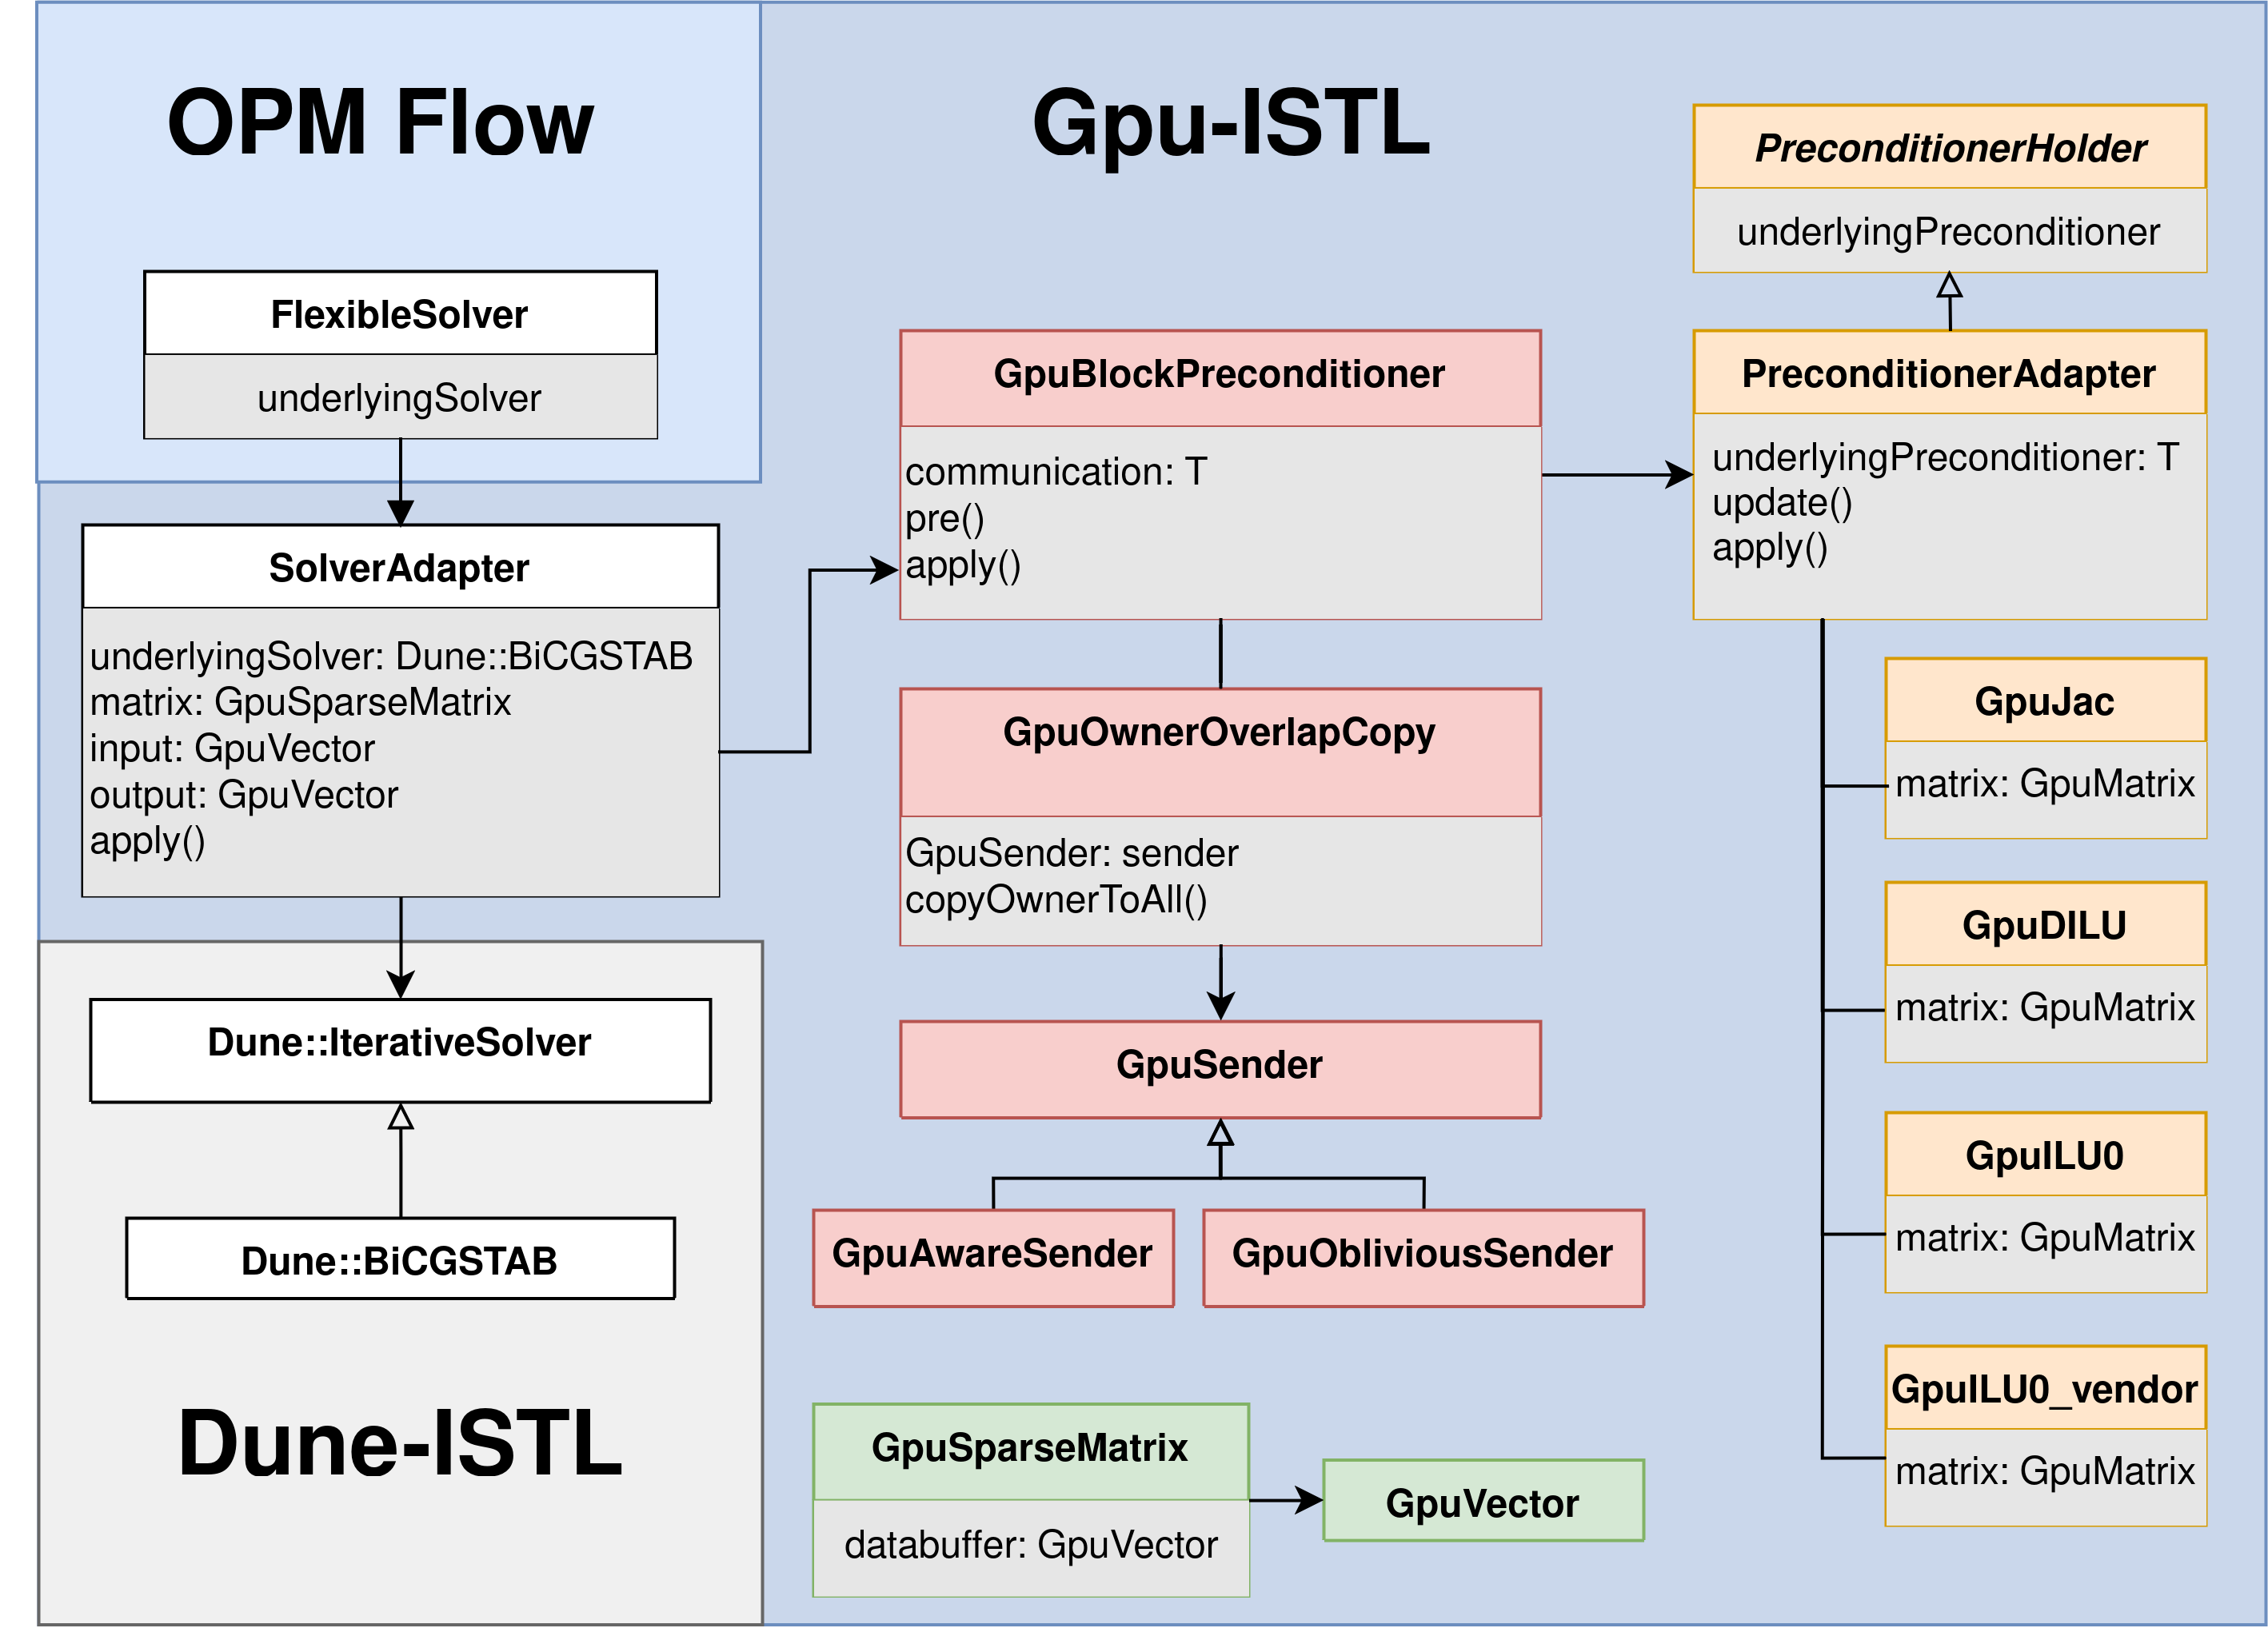 OPM Flow
FlexibleSolver
underlyingSolver
SolverAdapter
underlyingSolver: Dune::BiCGSTAB
matrix: GpuSparseMatrix
input: GpuVector
output: GpuVector
apply()
Dune::IterativeSolver
Dune::BiCGSTAB
Dune-ISTL
Gpu-ISTL
GpuBlockPreconditioner
communication: T
pre()
apply()
GpuOwnerOverlapCopy
GpuSender: sender
copyOwnerToAll()
GpuSender
GpuAwareSender
GpuObliviousSender
GpuSparseMatrix
databuffer: GpuVector
GpuVector
PreconditionerHolder
underlyingPreconditioner
PreconditionerAdapter
underlyingPreconditioner: T
update()
apply()
GpuJac
matrix: GpuMatrix
GpuDILU
matrix: GpuMatrix
GpuILU0
matrix: GpuMatrix
GpuILU0_vendor
matrix: GpuMatrix